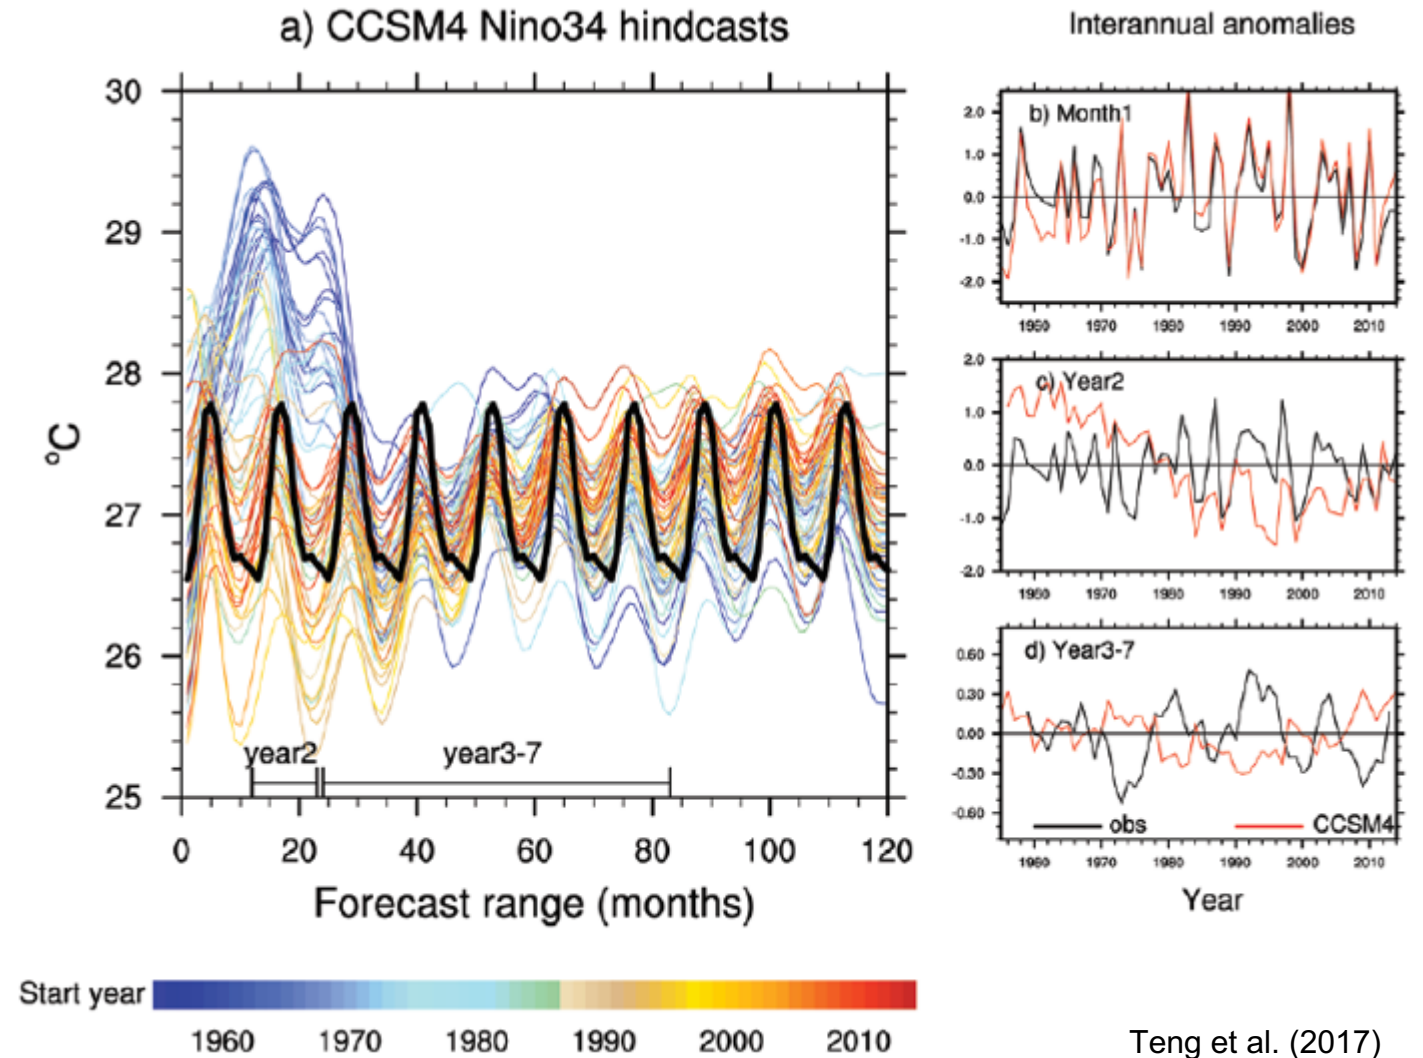 a) CCSM4 Nino34 hindcasts
30
29
28
27
26
25
°C
year2
year3-7
0 20 40 60 80 100 120
Forecast range (months)
Interannual anomalies
b) Month1
2.0
1.0
0.0
-1.0
-2.0
1960 1970 1980 1990 2000 2010
c) Year2
2.0
1.0
0.0
-1.0
-2.0
1960 1970 1980 1990 2000 2010
d) Year3-7
0.60
0.30
0.00
-0.30
-0.60
obs CCSM4
1960 1970 1980 1990 2000 2010
Year
Start year
1960 1970 1980 1990 2000 2010
Teng et al. (2017)